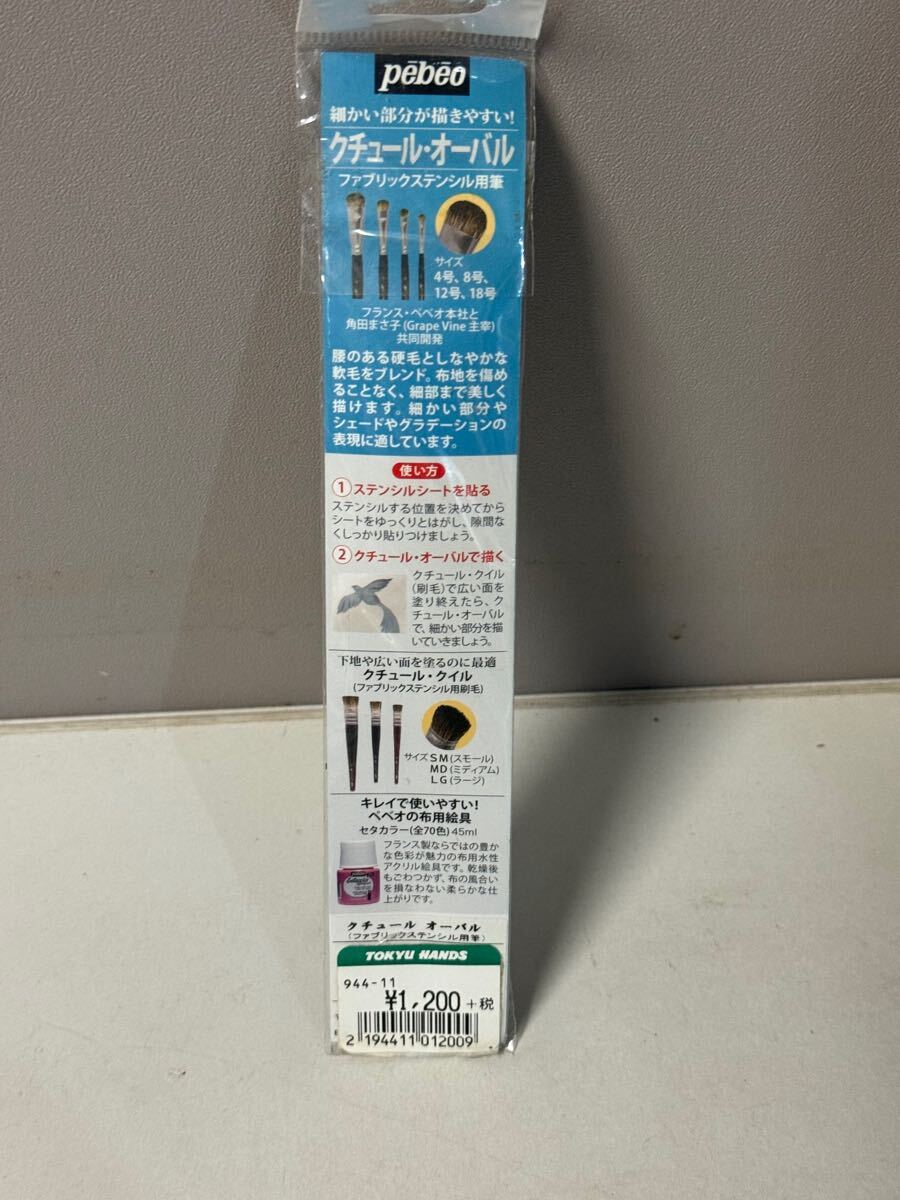 pēbēo
細かい部分が描きやすい!
クチュール・オーバル
ファブリックステンシル用筆
サイズ
4号、8号、
12号、18号
フランス・ペベオ本社と
角田まさ子(Grape Vine 主宰)
共同開発
腰のある硬毛としなやかな
軟毛をブレンド。布地を傷め
ることなく、細部まで美しく
描けます。細かい部分や
シェードやグラデーションの
表現に適しています。
使い方
①ステンシルシートを貼る
ステンシルする位置を決めてから
シートをゆっくりとはがし、隙間な
くしっかり貼りつけましょう。
②クチュール・オーバルで描く
クチュール・クイル
(刷毛)で広い面を
塗り終えたら、ク
チュール・オーバル
で、細かい部分を描
いていきましょう。
下地や広い面を塗るのに最適
クチュール・クイル
(ファブリックステンシル用刷毛)
サイズ SM(スモール)
MD(ミディアム)
LG(ラージ)
キレイで使いやすい!
ペベオの布用絵具
セタカラー(全70色)45ml
フランス製ならではの豊か
な色彩が魅力の布用水性
アクリル絵具です。乾燥後
もごわつかず、布の風合い
を損なわない柔らかな仕
上がりです。
クチュール オーバル
(ファブリックステンシル用筆)
TOKYU HANDS
944-11
¥1,200 +税
2 194411 012009